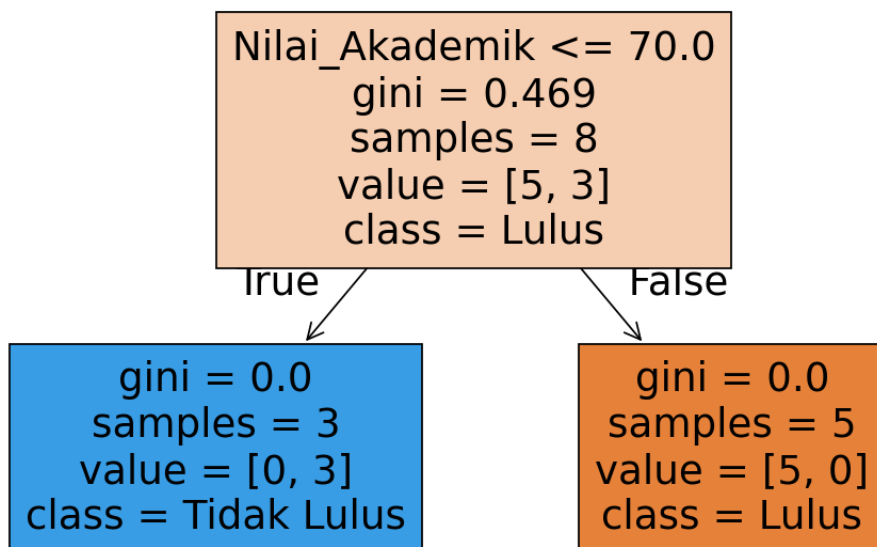 Nilai_Akademik <= 70.0
gini = 0.469
samples = 8
value = [5, 3]
class = Lulus
True
False
gini = 0.0
samples = 3
value = [0, 3]
class = Tidak Lulus
gini = 0.0
samples = 5
value = [5, 0]
class = Lulus